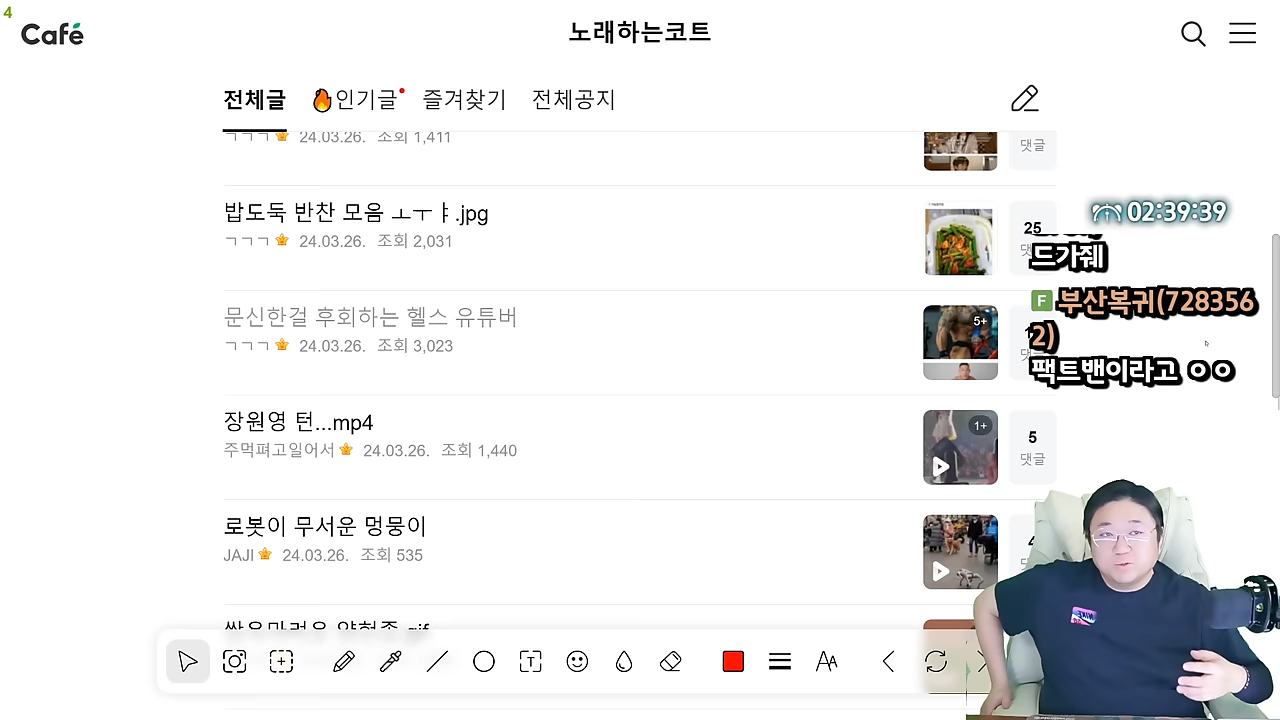 4
Café
노래하는코트
전체글 🔥인기글 즐겨찾기 전체공지
ㄱㄱㄱ 24.03.26. 조회 1,411
댓글
밥도둑 반찬 모음 ㅗㅜㅑ.jpg
ㄱㄱㄱ 24.03.26. 조회 2,031
25
02:39:39
드가줴
F 부산복귀(7283562)
팩트밴이라고 ㅇㅇ
문신한걸 후회하는 헬스 유튜버
ㄱㄱㄱ 24.03.26. 조회 3,023
5+
장원영 턴...mp4
주먹펴고일어서 24.03.26. 조회 1,440
1+
5
댓글
로봇이 무서운 멍뭉이
JAJI 24.03.26. 조회 535
T
AA